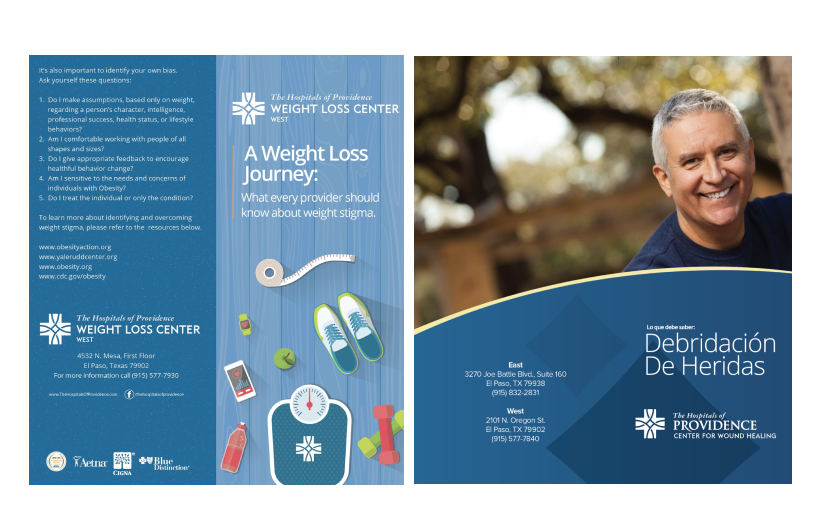 It's also important to identify your own bias.
Ask yourself these questions:
1. Do I make assumptions, based only on weight,
regarding a person's character, intelligence,
professional success, health status, or lifestyle
behaviors?
2. Am I comfortable working with people of all
shapes and sizes?
3. Do I give appropriate feedback to encourage
healthful behavior change?
4. Am I sensitive to the needs and concerns of
individuals with Obesity?
5. Do I treat the individual or only the condition?
To learn more about identifying and overcoming
weight stigma, please refer to the resources below.
www.obesityaction.org
www.yaleruddcenter.org
www.obesity.org
www.cdc.gov/obesity
The Hospitals of Providence
WEIGHT LOSS CENTER
WEST
4532 N. Mesa, First Floor
El Paso, Texas 79902
For more information call (915) 577-7930
www.TheHospitalsOfProvidence.com /thehospitalsofprovidence
Aetna
CIGNA
Blue
Distinction
The Hospitals of Providence
WEIGHT LOSS CENTER
WEST
A Weight Loss
Journey:
What every provider should
know about weight stigma.
East
3270 Joe Battle Blvd., Suite 160
El Paso, TX 79938
(915) 832-2831
West
2101 N. Oregon St.
El Paso, TX 79902
(915) 577-7840
Lo que debe saber:
Debridación
De Heridas
The Hospitals of
PROVIDENCE
CENTER FOR WOUND HEALING